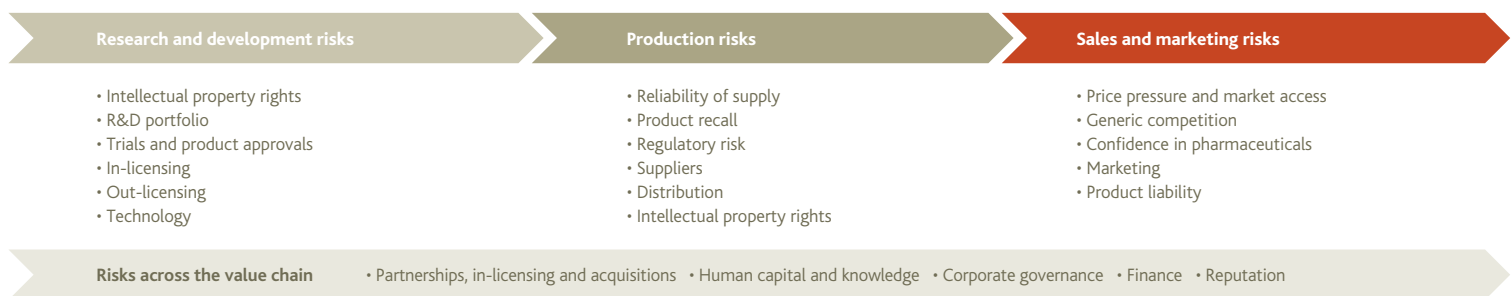 Research and development risks
• Intellectual property rights
• R&D portfolio
• Trials and product approvals
• In-licensing
• Out-licensing
• Technology
Production risks
• Reliability of supply
• Product recall
• Regulatory risk
• Suppliers
• Distribution
• Intellectual property rights
Sales and marketing risks
• Price pressure and market access
• Generic competition
• Confidence in pharmaceuticals
• Marketing
• Product liability
Risks across the value chain • Partnerships, in-licensing and acquisitions • Human capital and knowledge • Corporate governance • Finance • Reputation